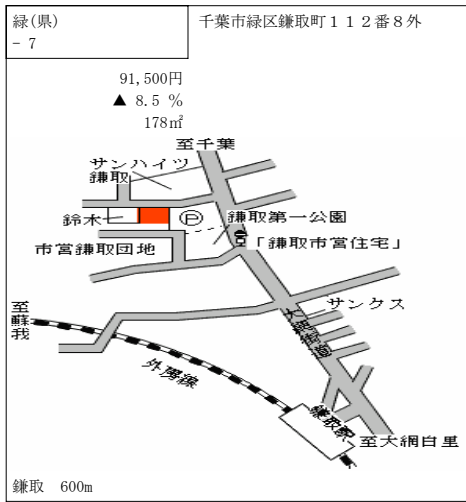 緑(県)
- 7
千葉市緑区鎌取町１１２番８外
91,500円
▲ 8.5 %
178㎡
至千葉
サンハイツ
鎌取
鈴木
Ⓟ
鎌取第一公園
市営鎌取団地
「鎌取市営住宅」
至蘇我
サンクス
大網街道
外房線
鎌取駅
至大網白里
鎌取 600m